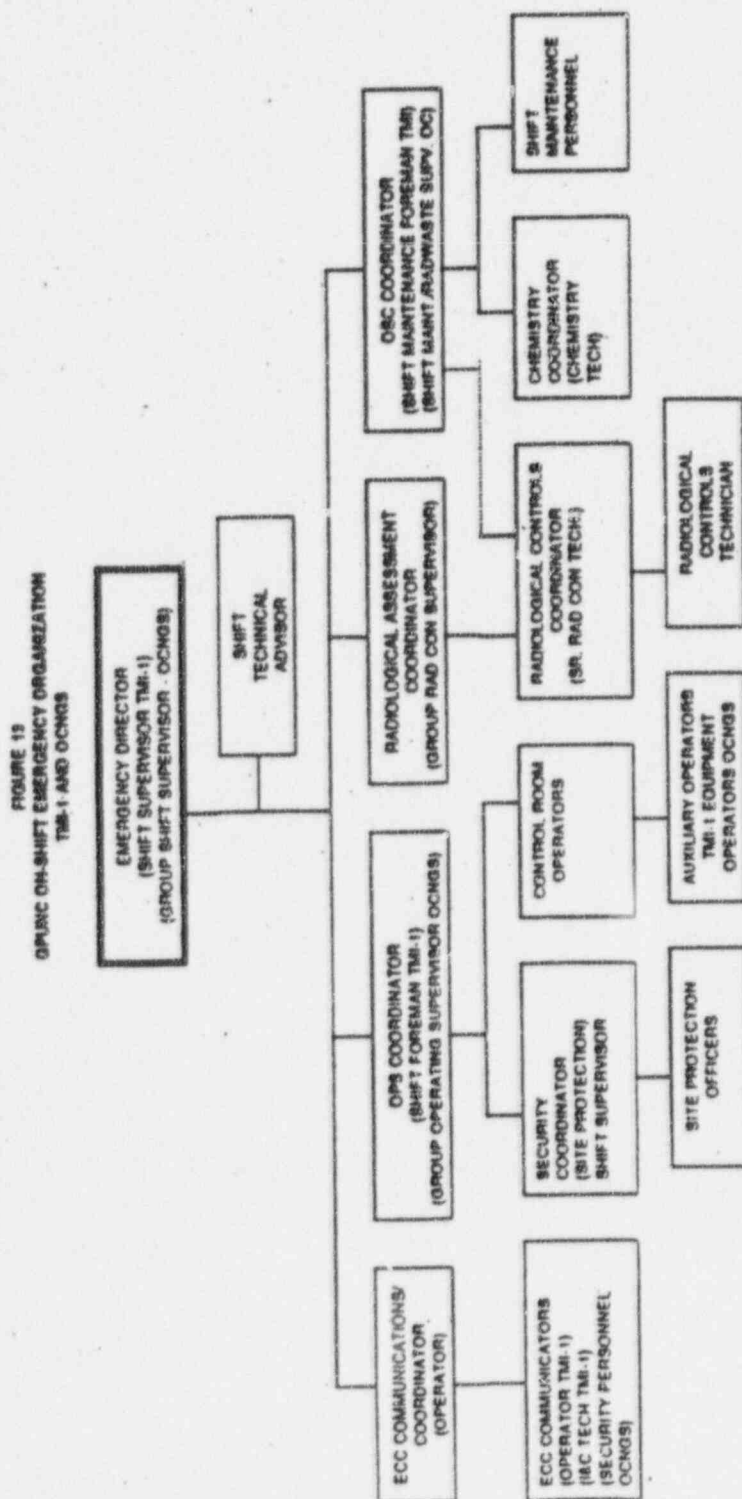 FIGURE 13
GPUNC ON-SHIFT EMERGENCY ORGANIZATION
TMI-1 AND OCNGS
EMERGENCY DIRECTOR
(SHIFT SUPERVISOR TMI-1)
(GROUP SHIFT SUPERVISOR - OCNGS)
SHIFT
TECHNICAL
ADVISOR
ECC COMMUNICATIONS/
COORDINATOR
(OPERATOR)
OPS COORDINATOR
(SHIFT FOREMAN TMI-1)
(GROUP OPERATING SUPERVISOR OCNGS)
RADIOLOGICAL ASSESSMENT
COORDINATOR
(GROUP RAD CON SUPERVISOR)
OSC COORDINATOR
(SHIFT MAINTENANCE FOREMAN TMI)
(SHIFT MAINT /RADWASTE SUPV. OC)
ECC COMMUNICATORS
(OPERATOR TMI-1)
(I&C TECH TMI-1)
(SECURITY PERSONNEL
OCNGS)
SECURITY
COORDINATOR
(SITE PROTECTION)
SHIFT SUPERVISOR
CONTROL ROOM
OPERATORS
RADIOLOGICAL CONTROLS
COORDINATOR
(SR. RAD CON TECH.)
CHEMISTRY
COORDINATOR
(CHEMISTRY
TECH)
SHIFT
MAINTENANCE
PERSONNEL
SITE PROTECTION
OFFICERS
AUXILIARY OPERATORS
TMI-1 EQUIPMENT
OPERATORS OCNGS
RADIOLOGICAL
CONTROLS
TECHNICIAN